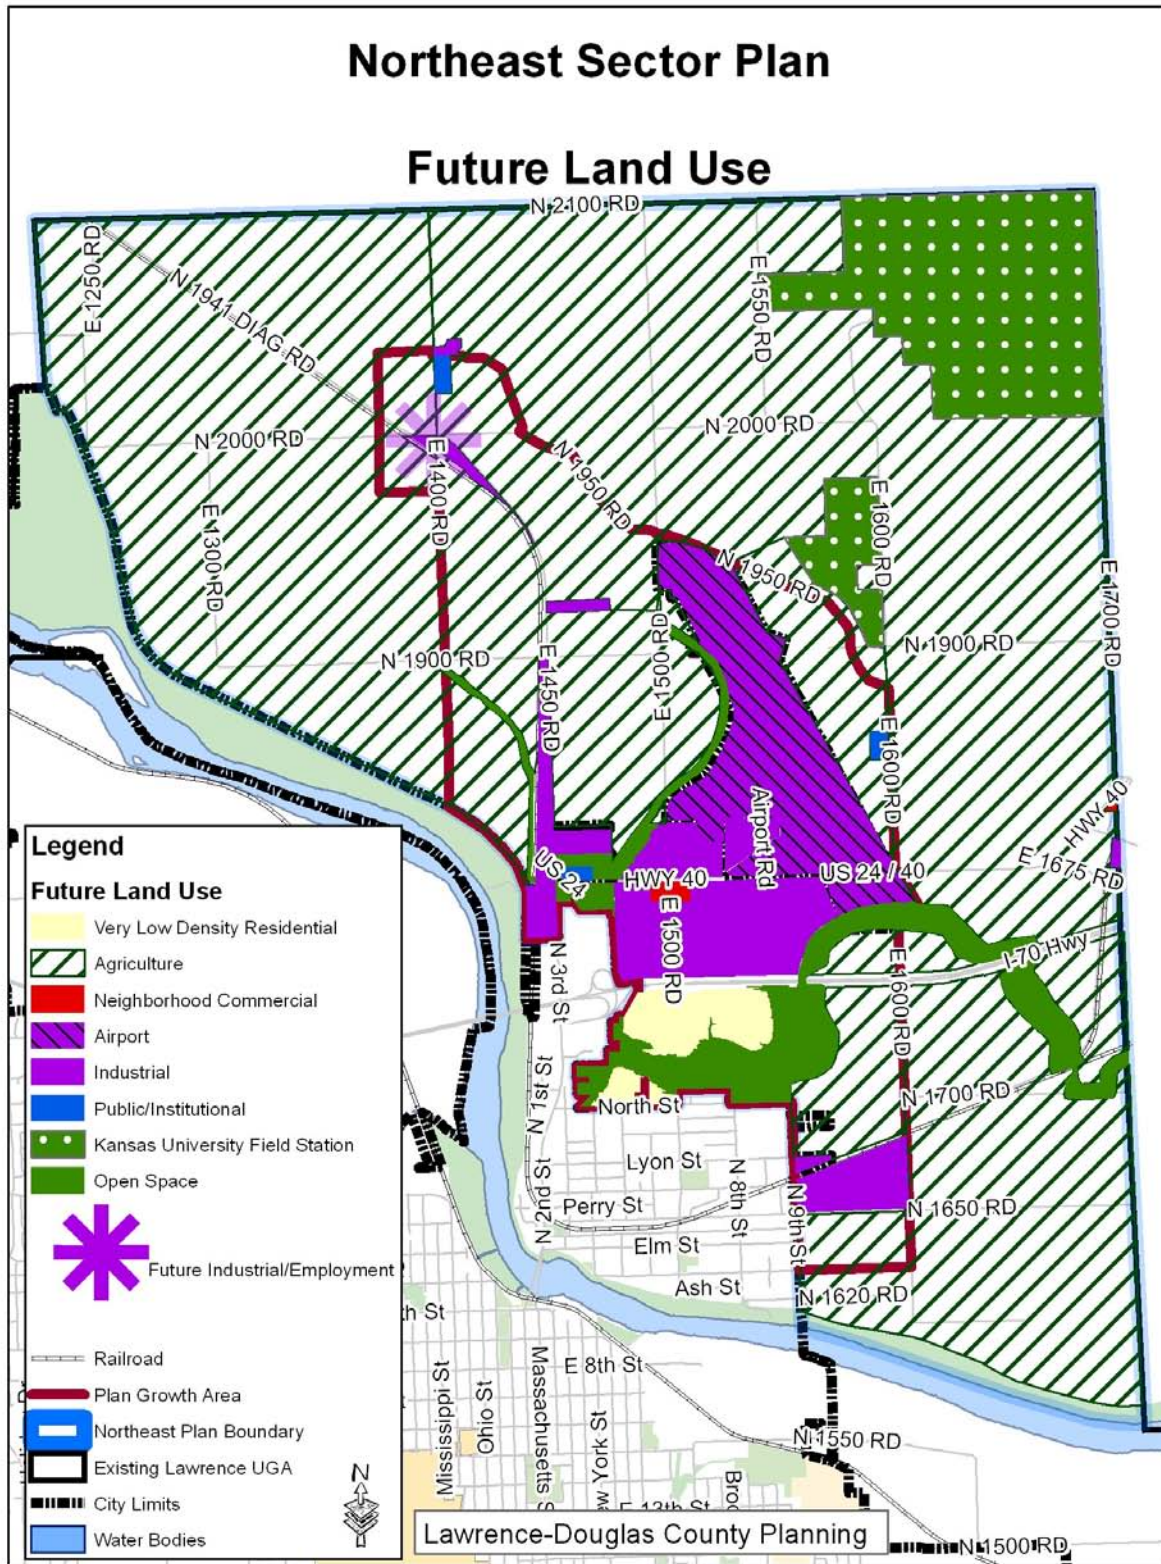 Northeast Sector Plan
Future Land Use
N 2100 RD
E 1250 RD
N 1941 DIAG RD
E 1550 RD
N 2000 RD
N 2000 RD
E 1400 RD
N 1950 RD
E 1300 RD
E 1600 RD
N 1950 RD
E 1700 RD
N 1900 RD
E 1500 RD
N 1900 RD
E 1450 RD
E 1600 RD
Airport Rd
HWY 40
E 1675 RD
US 24
HWY 40
US 24 / 40
E 1500 RD
N 3rd St
I-70 Hwy
E 1600 RD
N 1st St
North St
N 1700 RD
Lyon St
N 2nd St
Perry St
N 8th St
N 9th St
N 1650 RD
Elm St
Ash St
N 1620 RD
th St
E 8th St
Mississippi St
Ohio St
Massachusetts S
ew York St
N 1550 RD
Broo
E 13th St
N 1500 RD
Legend
Future Land Use
Very Low Density Residential
Agriculture
Neighborhood Commercial
Airport
Industrial
Public/Institutional
Kansas University Field Station
Open Space
Future Industrial/Employment
Railroad
Plan Growth Area
Northeast Plan Boundary
Existing Lawrence UGA
City Limits
Water Bodies
N
Lawrence-Douglas County Planning